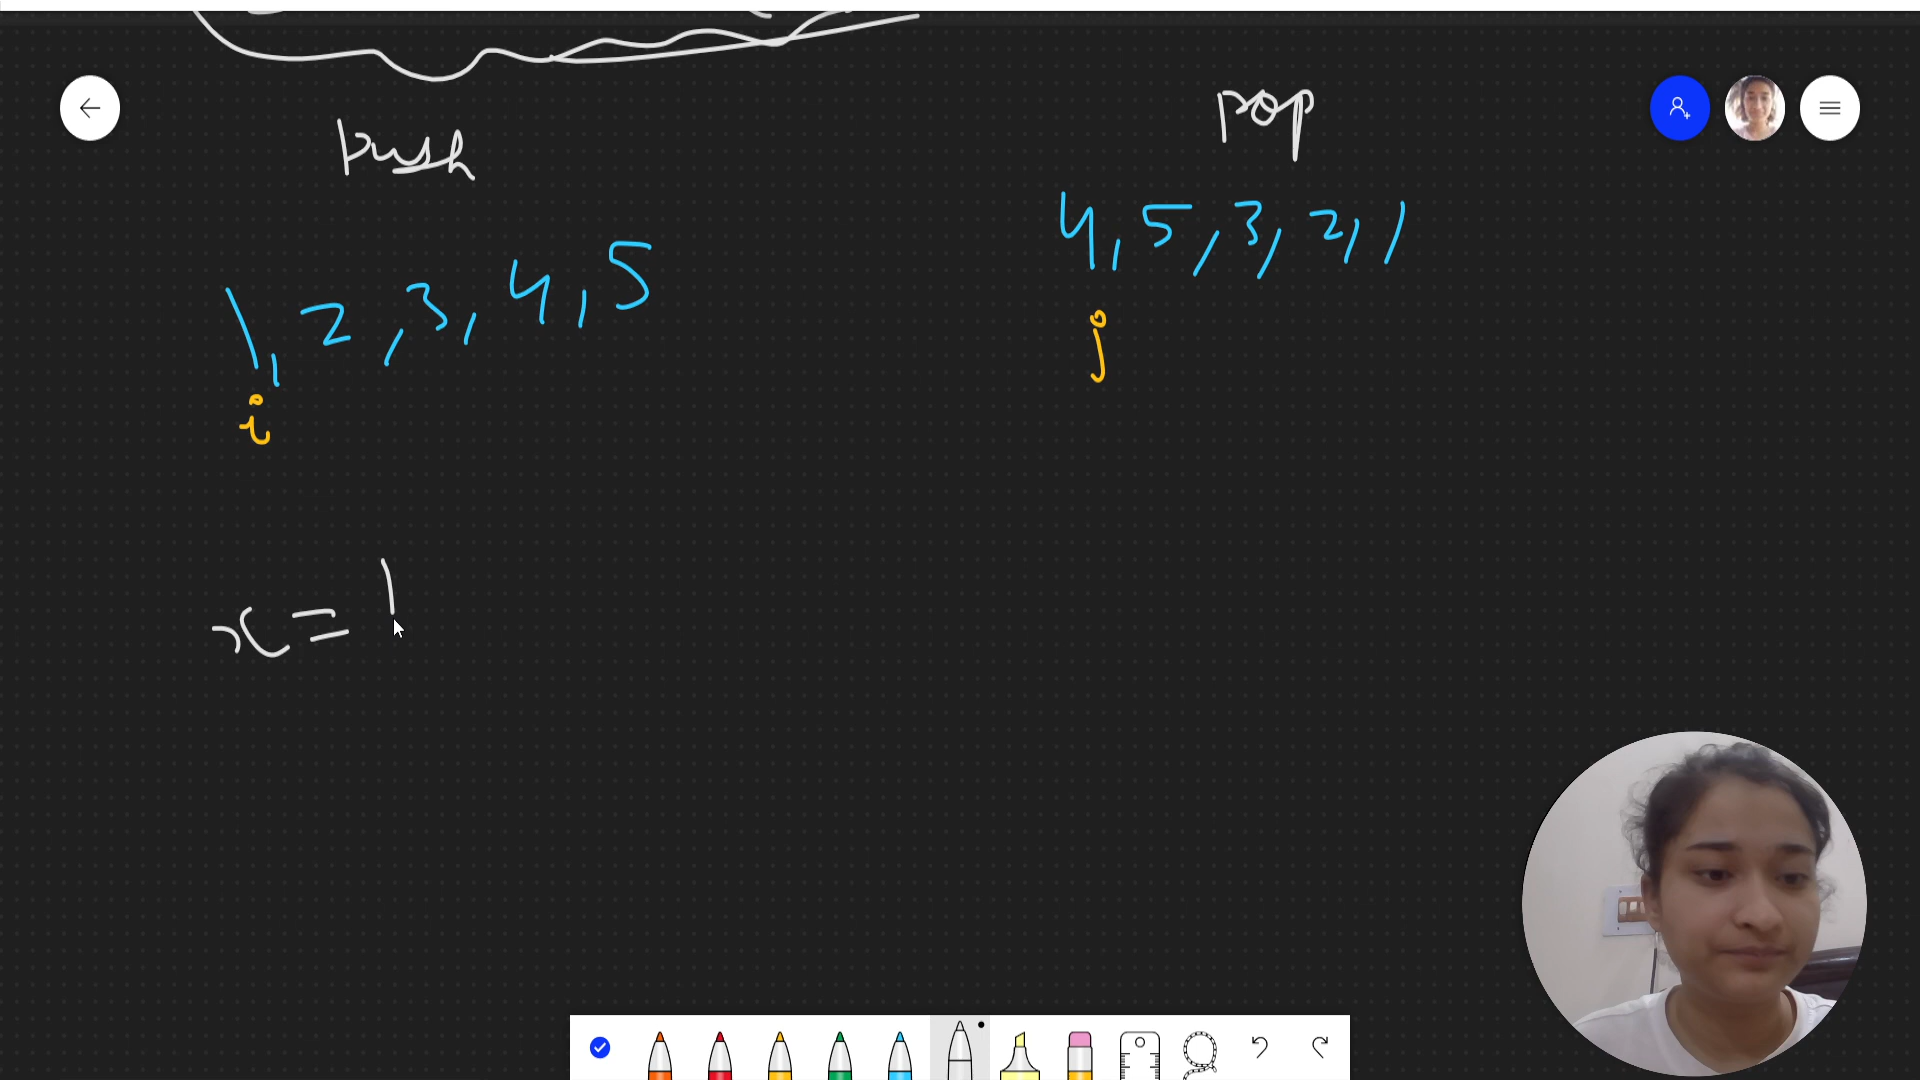 push
pop
1, 2, 3, 4, 5
4, 5, 3, 2, 1
i
j
x = 1